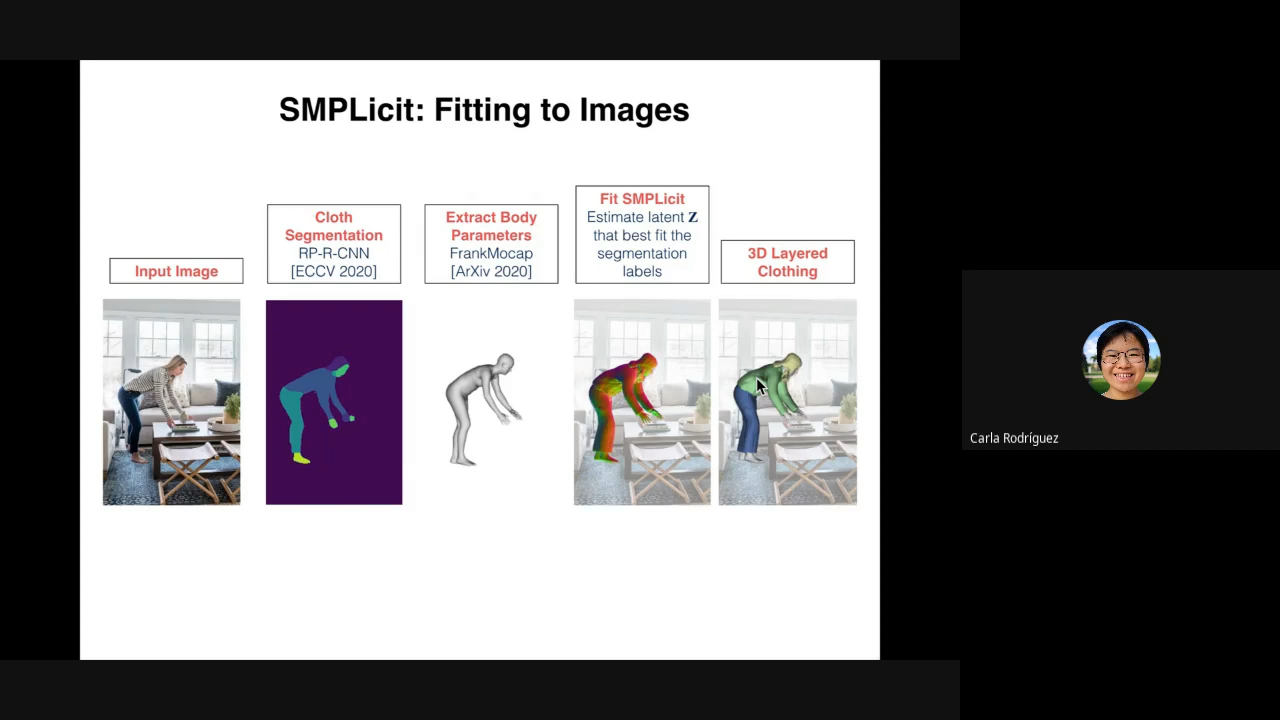 SMPLicit: Fitting to Images
Input Image
Cloth
Segmentation
RP-R-CNN
[ECCV 2020]
Extract Body
Parameters
FrankMocap
[ArXiv 2020]
Fit SMPLicit
Estimate latent Z
that best fit the
segmentation
labels
3D Layered
Clothing
Carla Rodríguez